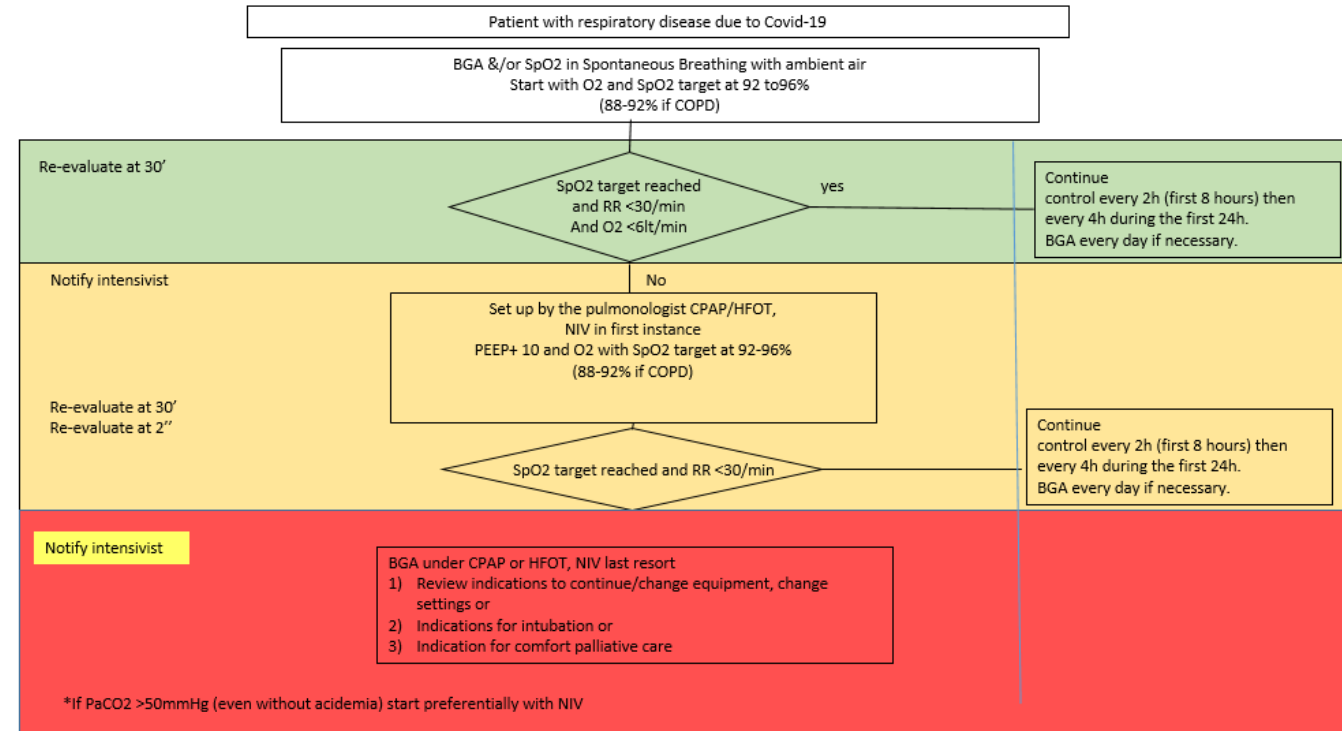 Patient with respiratory disease due to Covid-19
BGA &/or SpO2 in Spontaneous Breathing with ambient air
Start with O2 and SpO2 target at 92 to96%
(88-92% if COPD)
Re-evaluate at 30’
SpO2 target reached
and RR <30/min
And O2 <6lt/min
yes
Continue
control every 2h (first 8 hours) then
every 4h during the first 24h.
BGA every day if necessary.
Notify intensivist
No
Set up by the pulmonologist CPAP/HFOT,
NIV in first instance
PEEP+ 10 and O2 with SpO2 target at 92-96%
(88-92% if COPD)
Re-evaluate at 30’
Re-evaluate at 2’’
SpO2 target reached and RR <30/min
Continue
control every 2h (first 8 hours) then
every 4h during the first 24h.
BGA every day if necessary.
Notify intensivist
BGA under CPAP or HFOT, NIV last resort
1) Review indications to continue/change equipment, change
settings or
2) Indications for intubation or
3) Indication for comfort palliative care
*If PaCO2 >50mmHg (even without acidemia) start preferentially with NIV